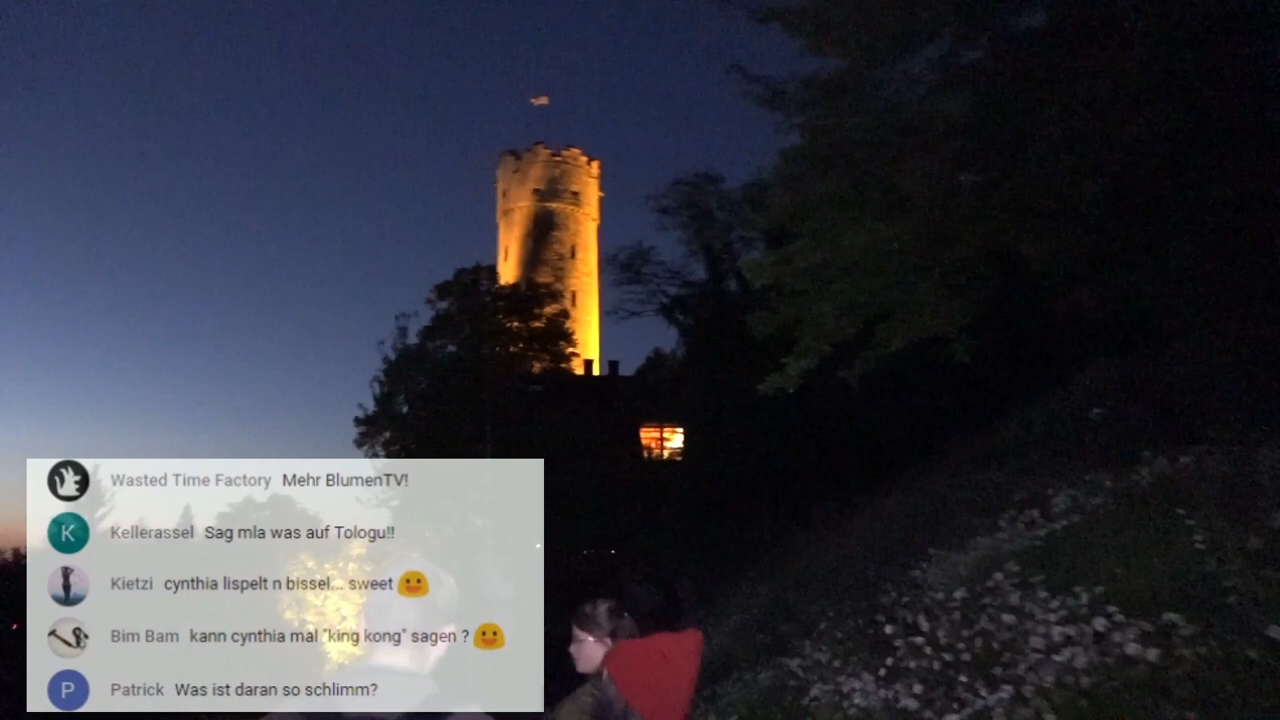 Wasted Time Factory Mehr BlumenTV!
K Kellerassel Sag mla was auf Tologu!!
Kietzi cynthia lispelt n bissel... sweet
Bim Bam kann cynthia mal "king kong" sagen ?
P Patrick Was ist daran so schlimm?